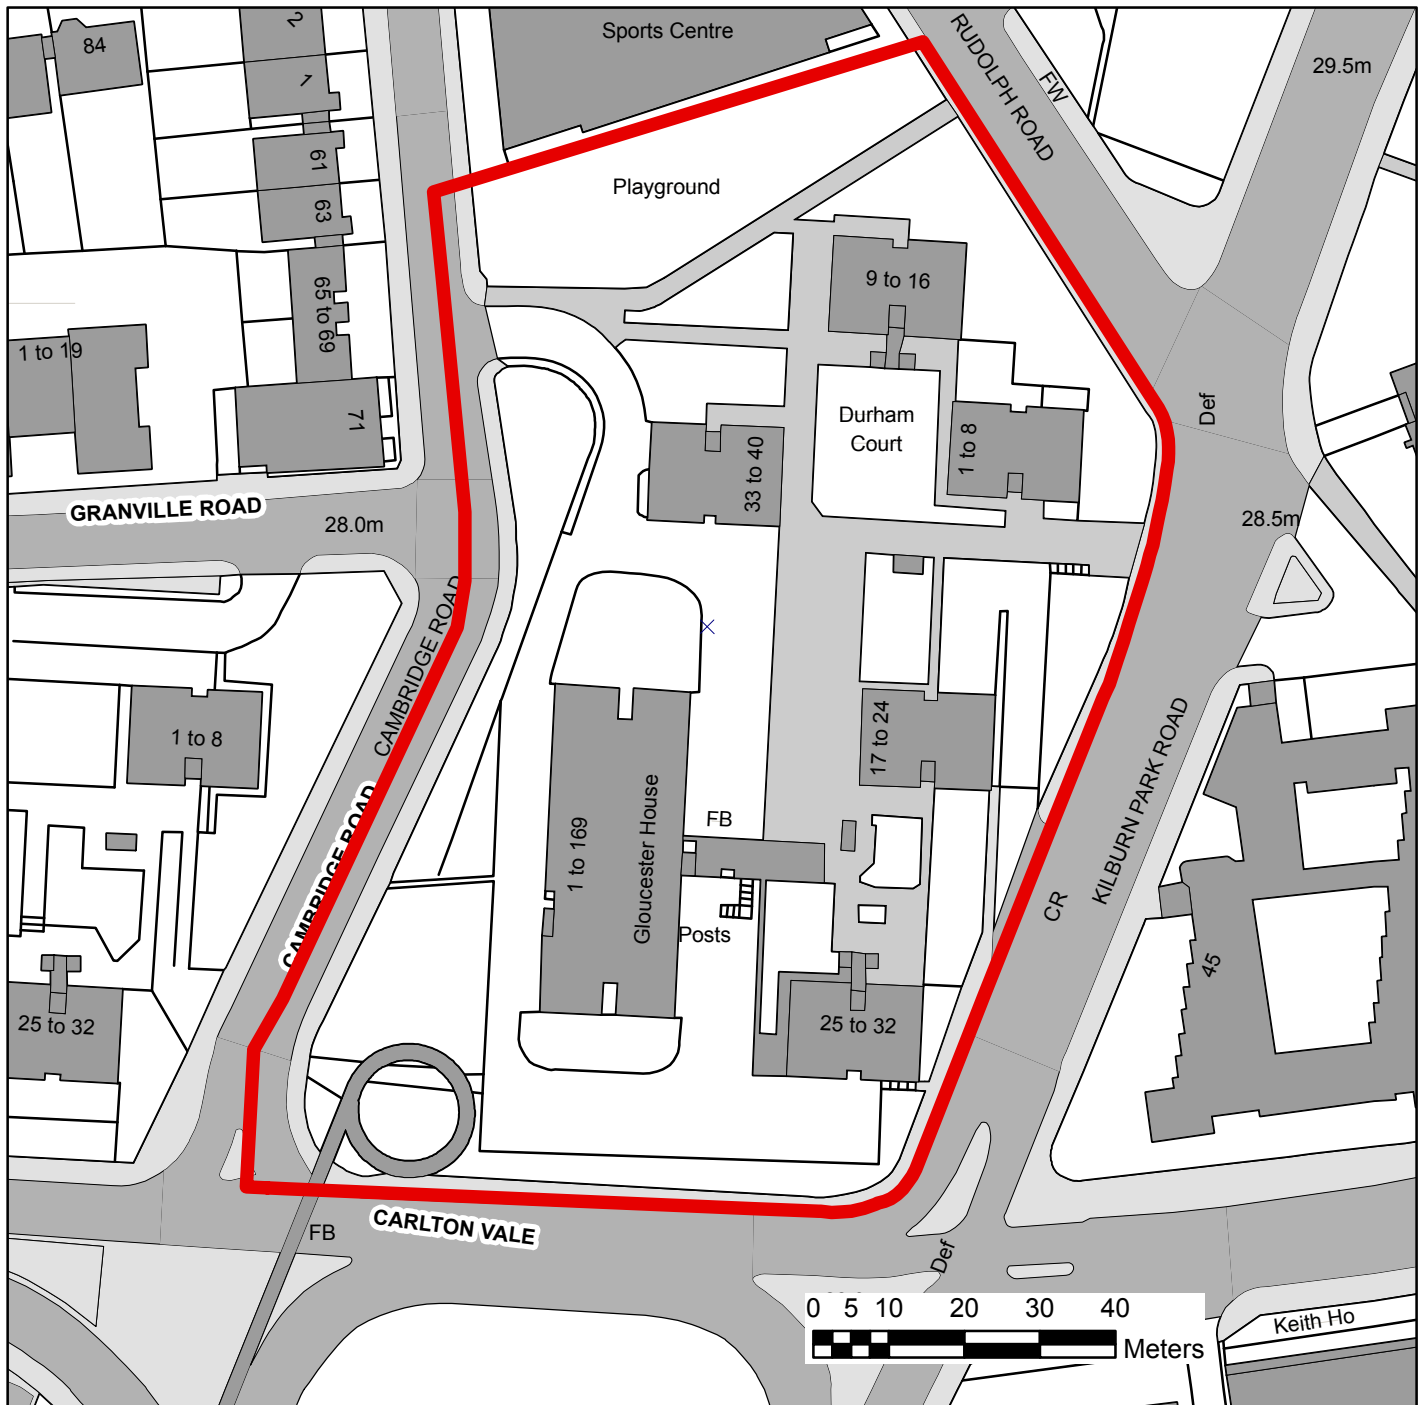 2
Sports Centre
84
RUDOLPH ROAD
29.5m
1
FW
61
Playground
63
9 to 16
65 to 69
1 to 19
Def
Durham
Court
71
1 to 8
33 to 40
GRANVILLE ROAD
28.0m
28.5m
CAMBRIDGE ROAD
1 to 8
17 to 24
KILBURN PARK ROAD
CAMBRIDGE ROAD
FB
1 to 169
Gloucester House
CR
Posts
45
25 to 32
25 to 32
FB
CARLTON VALE
Def
0 5 10 20 30 40
Meters
Keith Ho